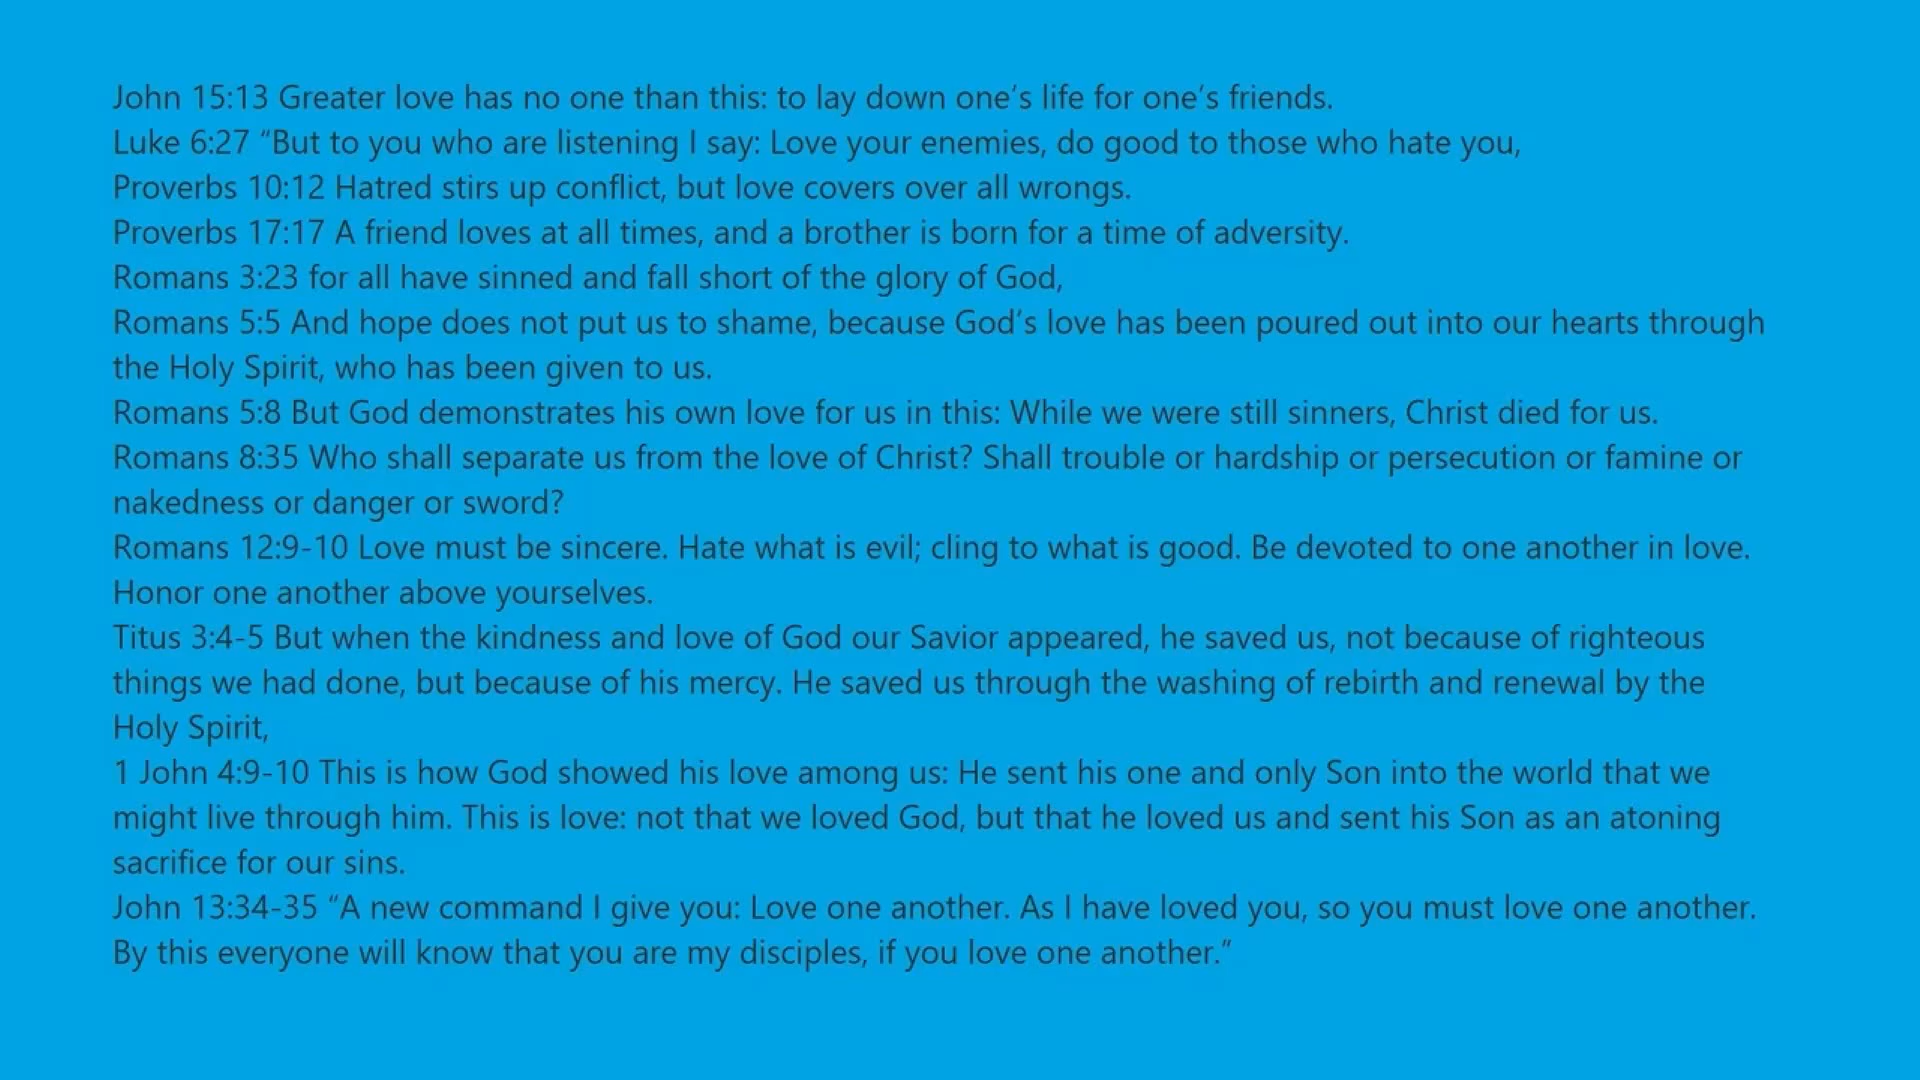 John 15:13 Greater love has no one than this: to lay down one’s life for one’s friends.
Luke 6:27 “But to you who are listening I say: Love your enemies, do good to those who hate you,
Proverbs 10:12 Hatred stirs up conflict, but love covers over all wrongs.
Proverbs 17:17 A friend loves at all times, and a brother is born for a time of adversity.
Romans 3:23 for all have sinned and fall short of the glory of God,
Romans 5:5 And hope does not put us to shame, because God’s love has been poured out into our hearts through
the Holy Spirit, who has been given to us.
Romans 5:8 But God demonstrates his own love for us in this: While we were still sinners, Christ died for us.
Romans 8:35 Who shall separate us from the love of Christ? Shall trouble or hardship or persecution or famine or
nakedness or danger or sword?
Romans 12:9-10 Love must be sincere. Hate what is evil; cling to what is good. Be devoted to one another in love.
Honor one another above yourselves.
Titus 3:4-5 But when the kindness and love of God our Savior appeared, he saved us, not because of righteous
things we had done, but because of his mercy. He saved us through the washing of rebirth and renewal by the
Holy Spirit,
1 John 4:9-10 This is how God showed his love among us: He sent his one and only Son into the world that we
might live through him. This is love: not that we loved God, but that he loved us and sent his Son as an atoning
sacrifice for our sins.
John 13:34-35 “A new command I give you: Love one another. As I have loved you, so you must love one another.
By this everyone will know that you are my disciples, if you love one another.”